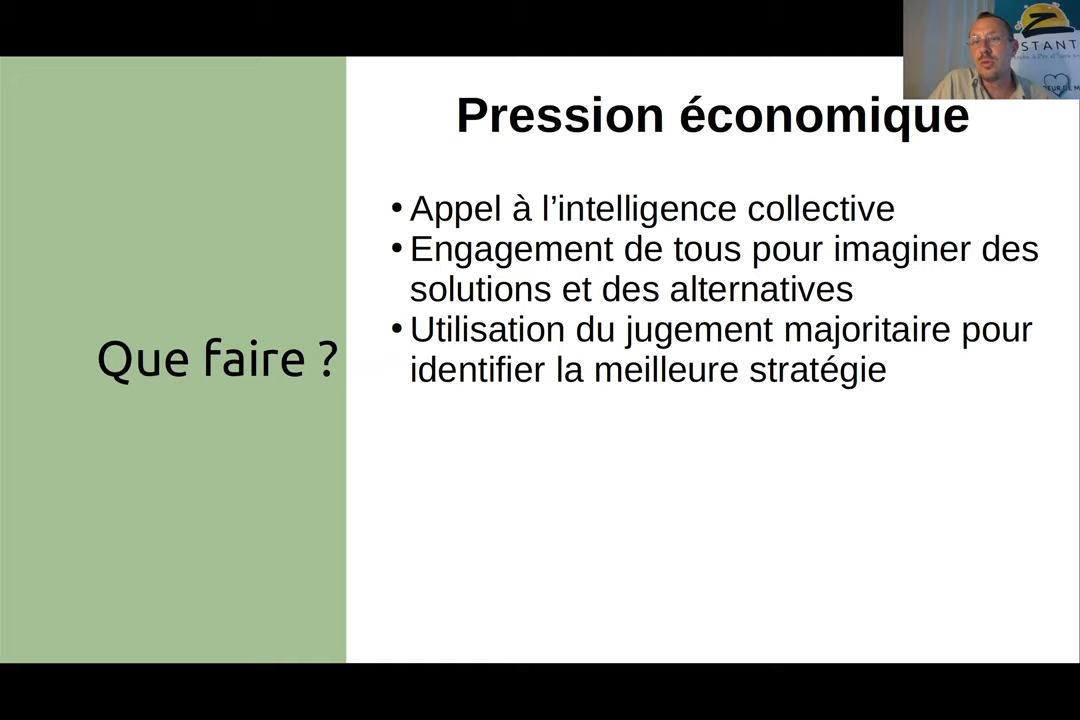 Pression économique
• Appel à l’intelligence collective
• Engagement de tous pour imaginer des
solutions et des alternatives
• Utilisation du jugement majoritaire pour
identifier la meilleure stratégie
Que faire ?
Z
STANT